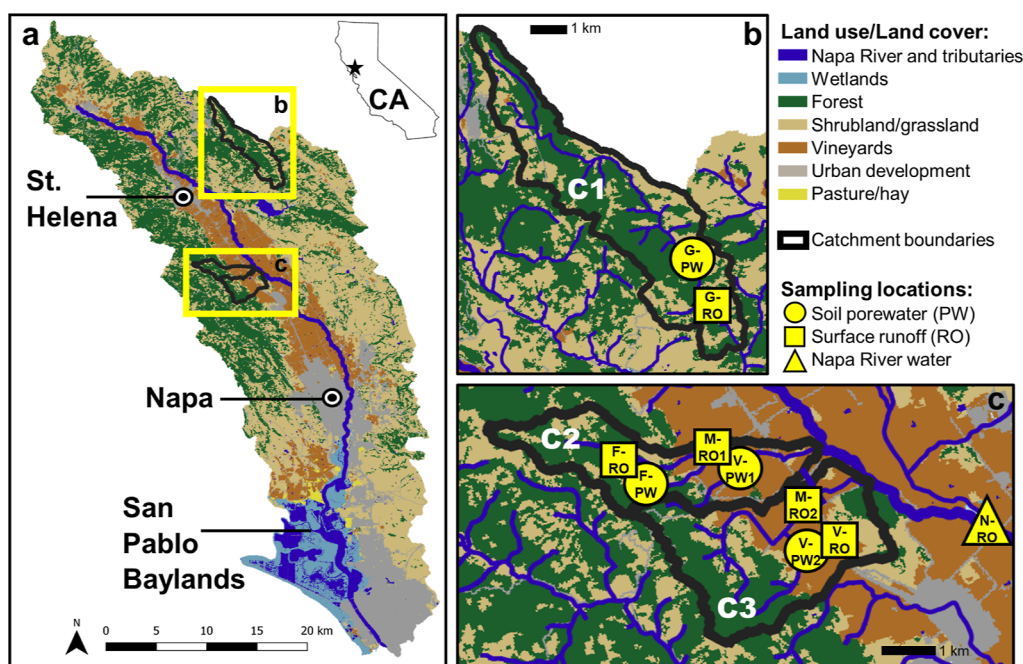 a
b
c
CA
St.
Helena
Napa
San
Pablo
Baylands
N
0 5 10 15 20 km
1 km
b
C1
G-
PW
G-
RO
Land use/Land cover:
Napa River and tributaries
Wetlands
Forest
Shrubland/grassland
Vineyards
Urban development
Pasture/hay
Catchment boundaries
Sampling locations:
Soil porewater (PW)
Surface runoff (RO)
Napa River water
c
C2
F-
RO
F-
PW
M-
RO1
V-
PW1
M-
RO2
V-
PW2
V-
RO
N-
RO
C3
1 km